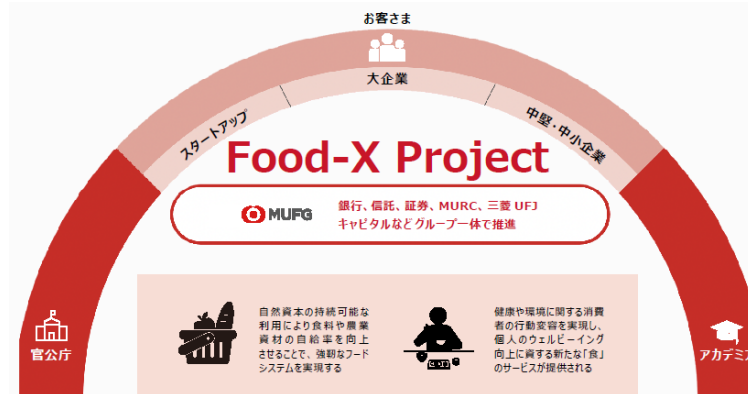 お客さま
大企業
スタートアップ
中堅・中小企業
Food-X Project
MUFG
銀行、信託、証券、MURC、三菱 UFJ
キャピタルなどグループ一体で推進
自然資本の持続可能な
利用により食料や農業
資材の自給率を向上
させることで、強靭なフード
システムを実現する
健康や環境に関する消費
者の行動変容を実現し、
個人のウェルビーイング
向上に資する新たな「食」
のサービスが提供される
官公庁
アカデミ